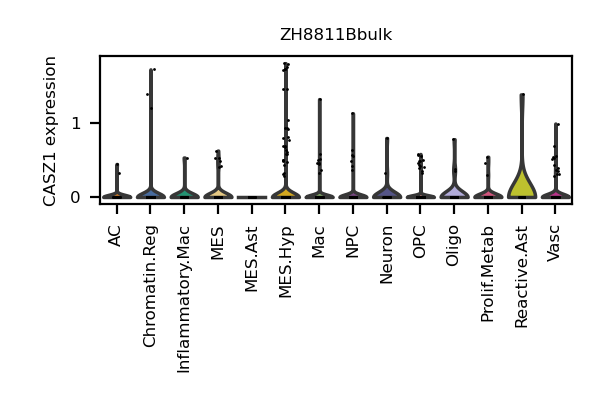 ZH8811Bbulk
CASZ1 expression
1
0
AC
Chromatin.Reg
Inflammatory.Mac
MES
MES.Ast
MES.Hyp
Mac
NPC
Neuron
OPC
Oligo
Prolif.Metab
Reactive.Ast
Vasc